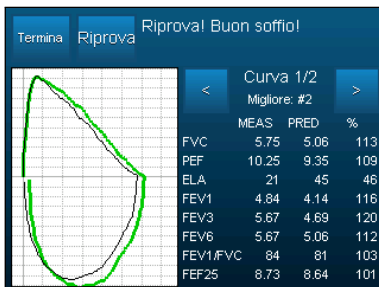 Termina
Riprova
Riprova! Buon soffio!
<
Curva 1/2
>
Migliore: #2
MEAS PRED %
FVC 5.75 5.06 113
PEF 10.25 9.35 109
ELA 21 45 46
FEV1 4.84 4.14 116
FEV3 5.67 4.69 120
FEV6 5.67 5.06 112
FEV1/FVC 84 81 103
FEF25 8.73 8.64 101